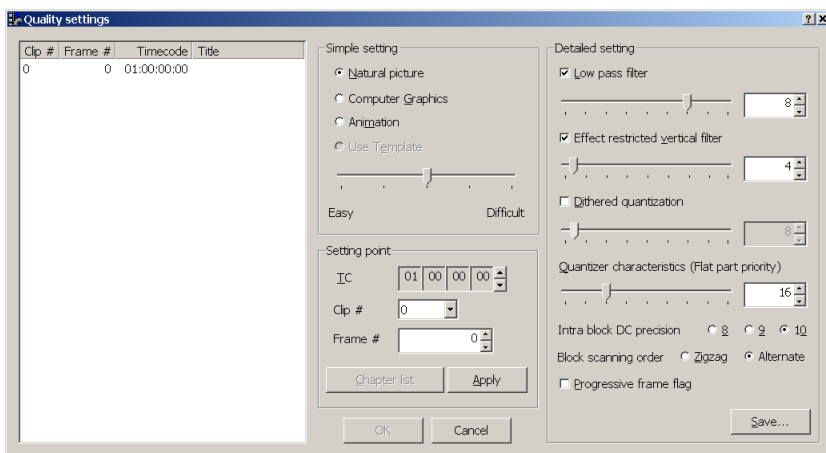 Quality settings
Clip # Frame # Timecode Title
0 0 01:00:00:00
Simple setting
Natural picture
Computer Graphics
Animation
Use Template
Easy Difficult
Setting point
TC 01 00 00 00
Clip # 0
Frame # 0
Chapter list Apply
OK Cancel
Detailed setting
Low pass filter
8
Effect restricted vertical filter
4
Dithered quantization
8
Quantizer characteristics (Flat part priority)
16
Intra block DC precision 8 9 10
Block scanning order Zigzag Alternate
Progressive frame flag
Save...